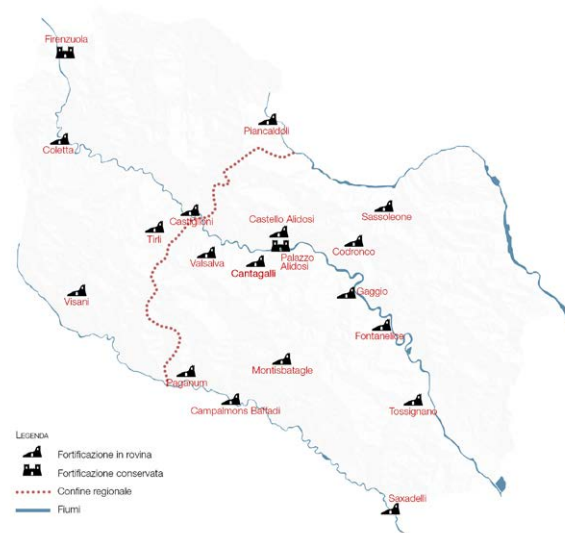 Firenzuola
Piancaldoli
Coletta
Castiglioni
Castello Alidosi
Sassoleone
Tirli
Valsalva
Cantagalli
Palazzo
Alidosi
Codronco
Visani
Gaggio
Fontanelice
Paganum
Montisbatagle
Campalmons Baffadi
Tossignano
Saxadelli
LEGENDA
Fortificazione in rovina
Fortificazione conservata
Confine regionale
Fiumi